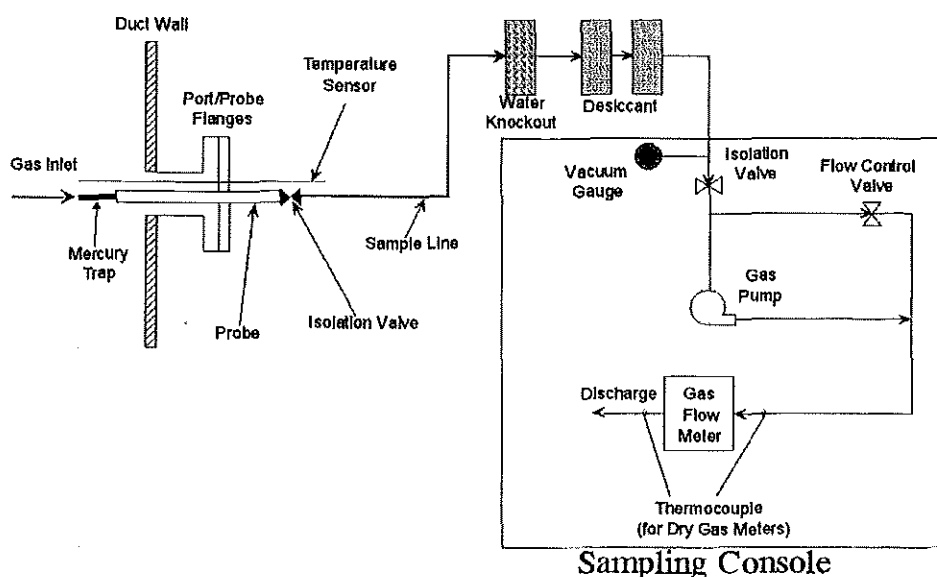 Duct Wall
Temperature
Sensor
Port/Probe
Flanges
Gas Inlet
Mercury
Trap
Probe
Isolation Valve
Sample Line
Water
Knockout
Desiccant
Vacuum
Gauge
Isolation
Valve
Flow Control
Valve
Gas
Pump
Discharge
Gas
Flow
Meter
Thermocouple
(for Dry Gas Meters)
Sampling Console